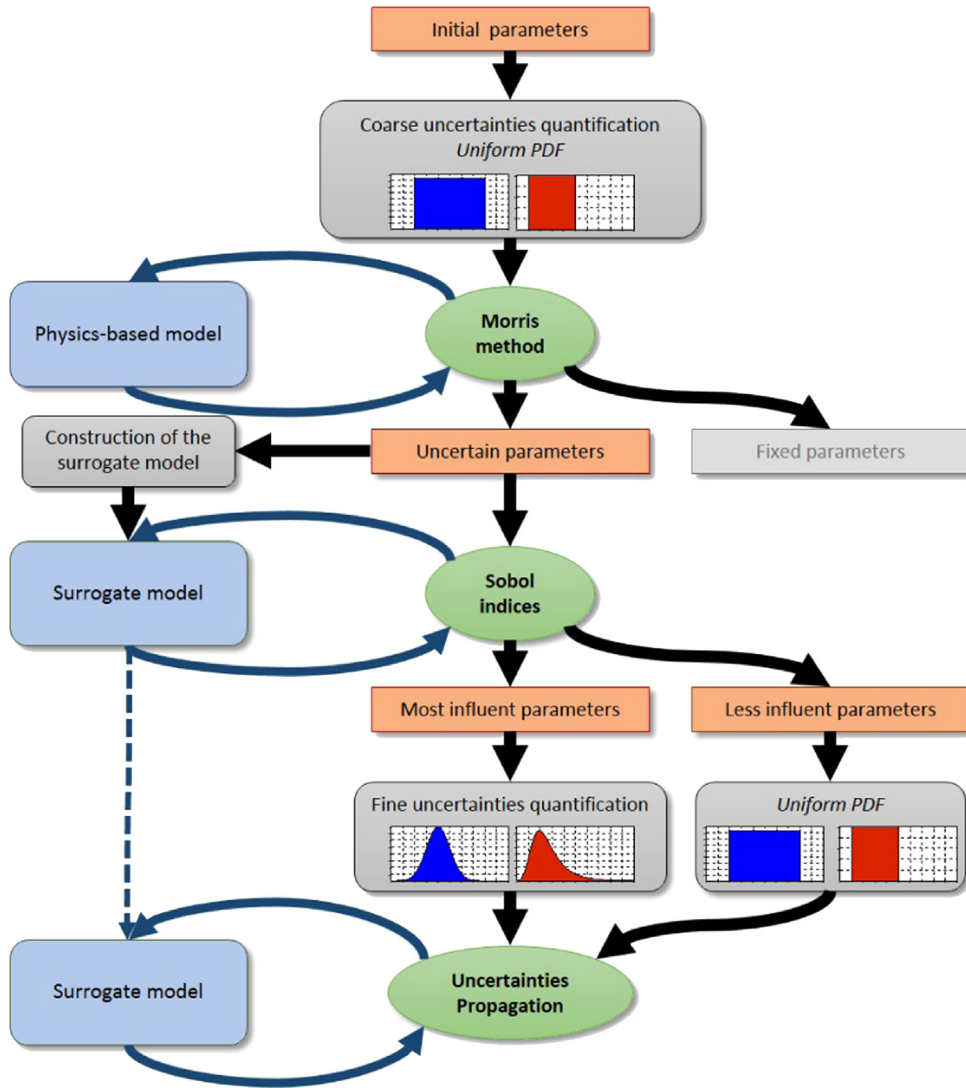 Initial parameters
Coarse uncertainties quantification
Uniform PDF
Physics-based model
Morris
method
Construction of the
surrogate model
Uncertain parameters
Fixed parameters
Surrogate model
Sobol
indices
Most influent parameters
Less influent parameters
Fine uncertainties quantification
Uniform PDF
Surrogate model
Uncertainties
Propagation